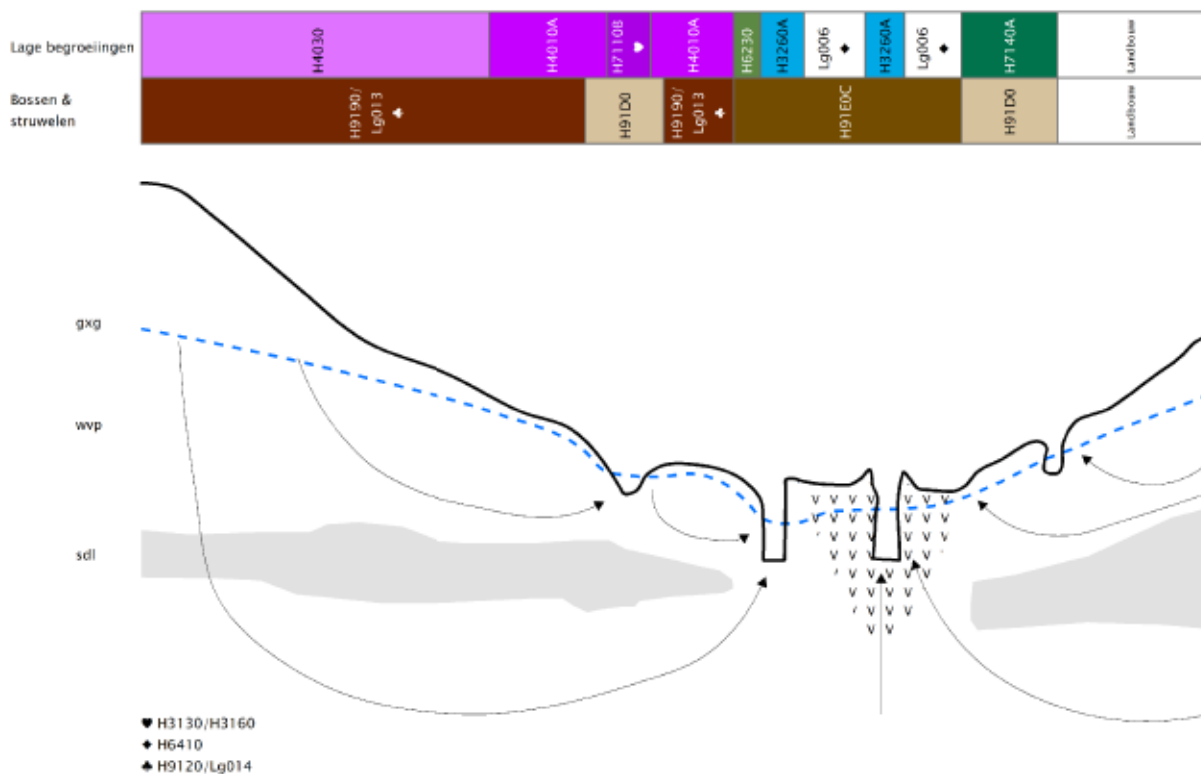 Lage begroeiingen
H4030
H4010A
H7110B ♥
H4010A
H6230
H3260A
Lg006 ◆
H3260A
Lg006 ◆
H7140A
Landbouw
Bossen &
struwelen
H9190/
Lg013 ♣
H91D0
H9190/
Lg013 ♣
H91E0C
H91D0
Landbouw
gxg
wvp
sdl
♥ H3130/H3160
◆ H6410
♣ H9120/Lg014